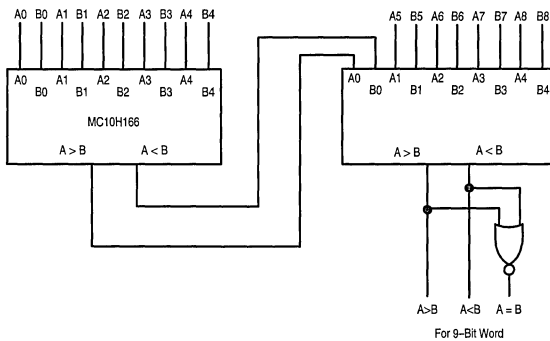 A0 B0 A1 B1 A2 B2 A3 B3 A4 B4
A5 B5 A6 B6 A7 B7 A8 B8
A0 A1 A2 A3 A4
B0 B1 B2 B3 B4
A0 A1 A2 A3 A4
B0 B1 B2 B3 B4
MC10H166
A > B A < B
A > B A < B
A>B A<B A = B
For 9–Bit Word